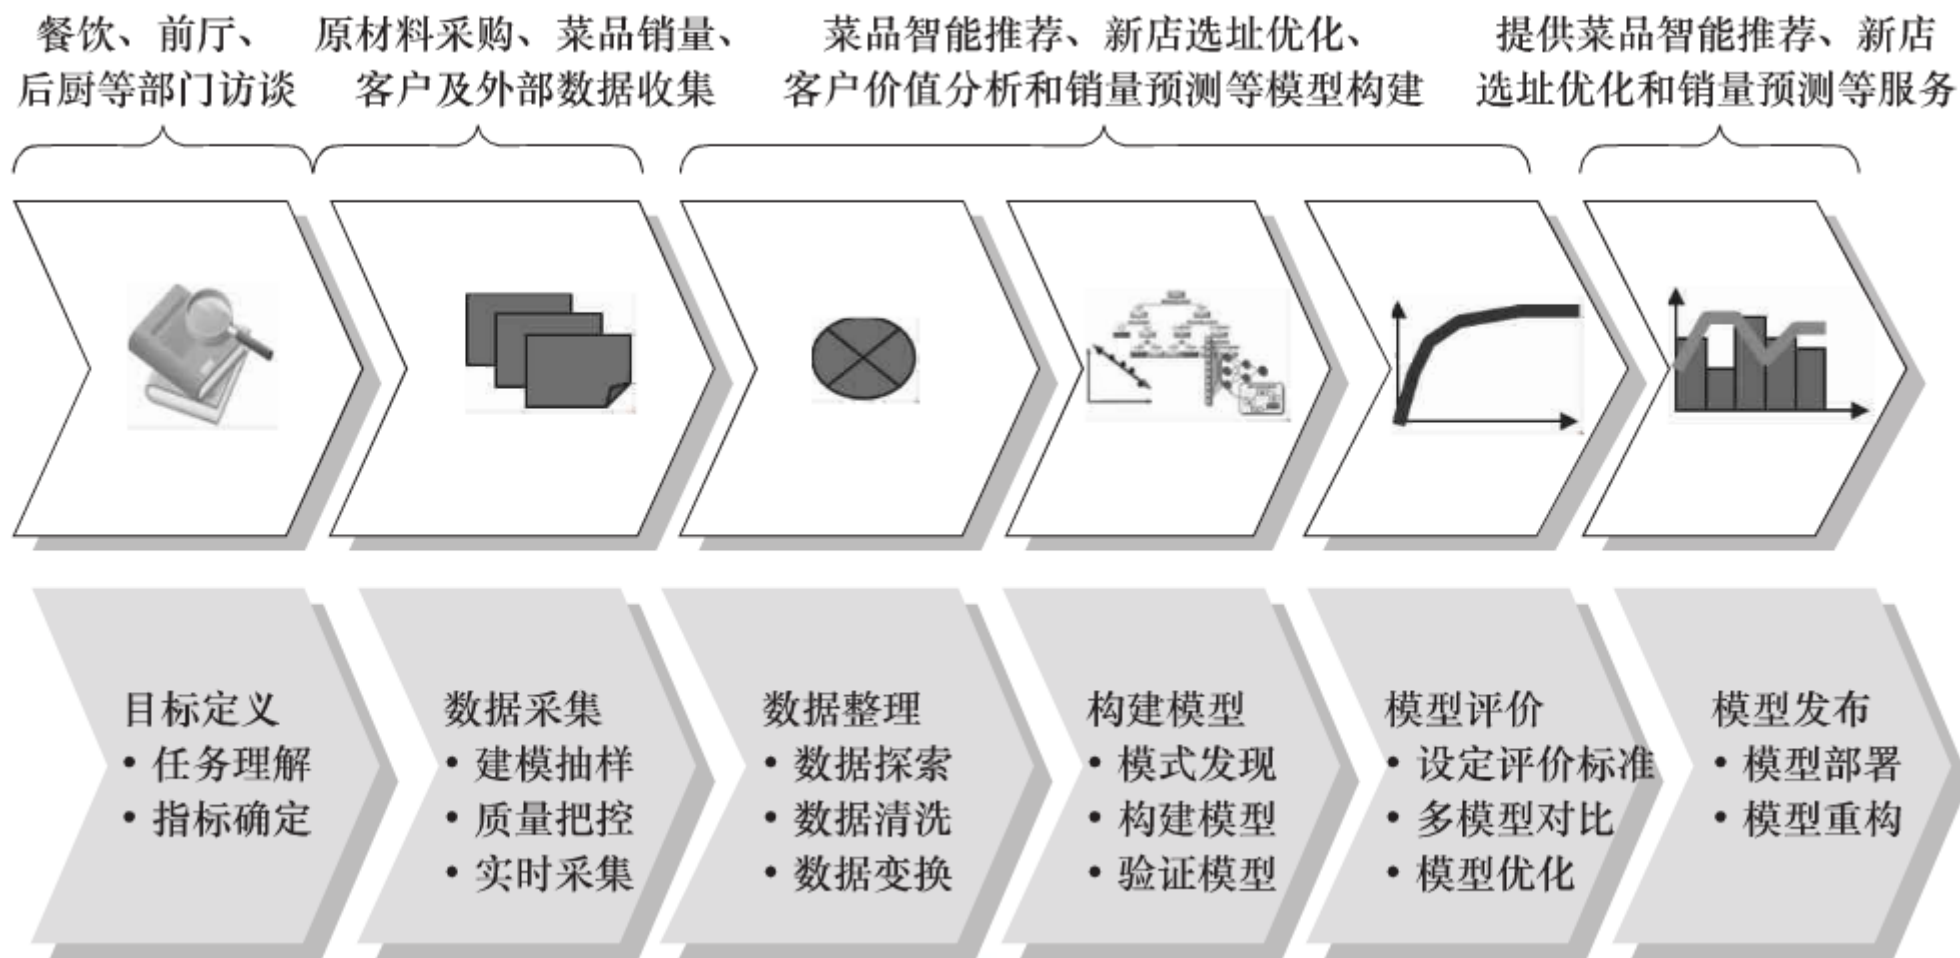 餐饮、前厅、
后厨等部门访谈
原材料采购、菜品销量、
客户及外部数据收集
菜品智能推荐、新店选址优化、
客户价值分析和销量预测等模型构建
提供菜品智能推荐、新店
选址优化和销量预测等服务
目标定义
• 任务理解
• 指标确定
数据采集
• 建模抽样
• 质量把控
• 实时采集
数据整理
• 数据探索
• 数据清洗
• 数据变换
构建模型
• 模式发现
• 构建模型
• 验证模型
模型评价
• 设定评价标准
• 多模型对比
• 模型优化
模型发布
• 模型部署
• 模型重构